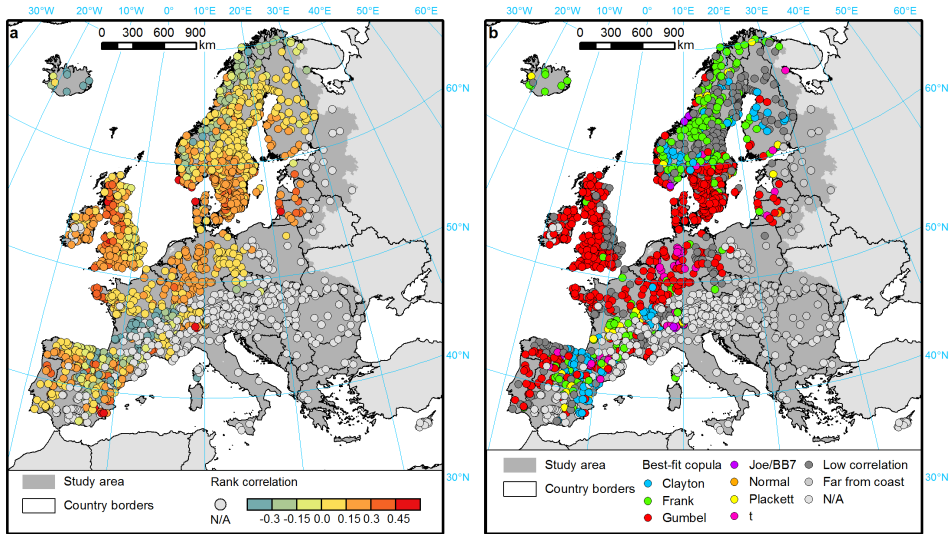 30°W 20°W 10°W 0° 10°E 20°E 30°E 40°E 50°E 60°E
a
0 300 600 900
km
60°N
50°N
40°N
30°N
Study area
Country borders
Rank correlation
N/A
-0.3 -0.15 0.0 0.15 0.3 0.45
30°W 20°W 10°W 0° 10°E 20°E 30°E 40°E 50°E 60°E
b
0 300 600 900
km
60°N
50°N
40°N
30°N
Study area
Country borders
Best-fit copula
Clayton
Frank
Gumbel
Joe/BB7
Normal
Plackett
t
Low correlation
Far from coast
N/A